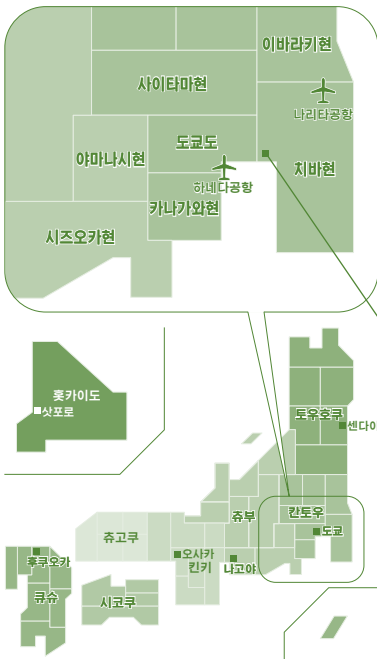 이바라키현
사이타마현
나리타공항
도쿄도
야마나시현
치바현
하네다공항
카나가와현
시즈오카현
홋카이도
삿포로
토우호쿠
센다이
츄부
칸토우
도쿄
츄고쿠
오사카
킨키
나고야
후쿠오카
큐슈
시코쿠